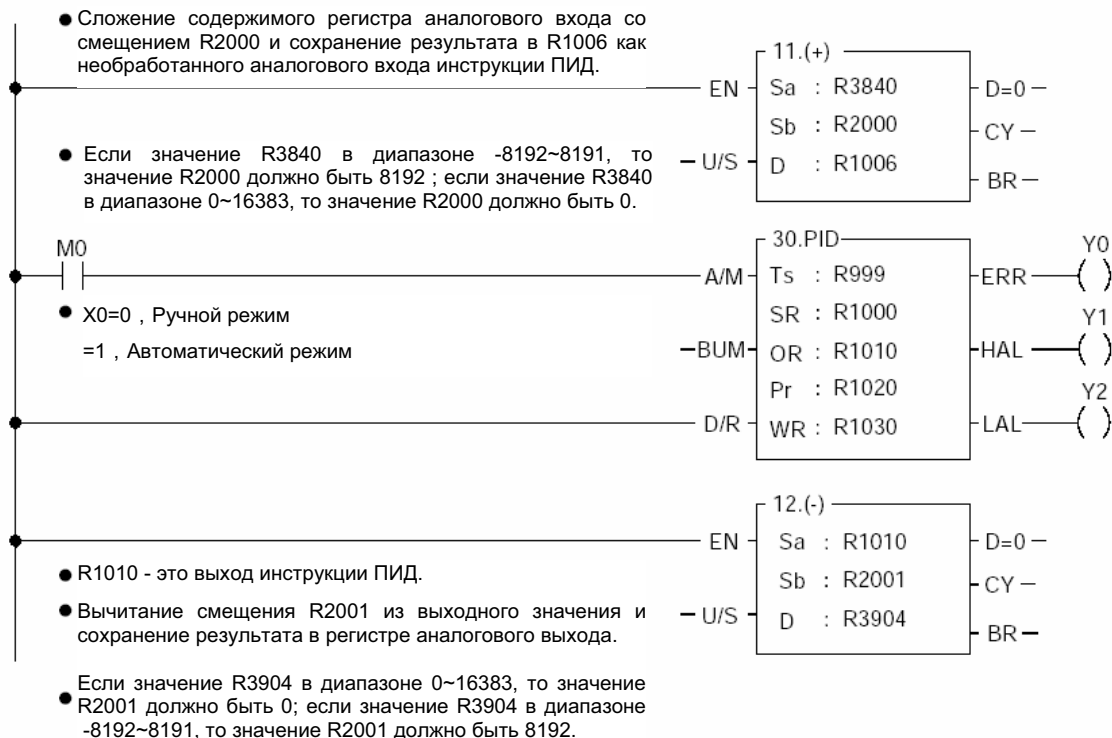 ● Сложение содержимого регистра аналогового входа со
смещением R2000 и сохранение результата в R1006 как
необработанного аналогового входа инструкции ПИД.
11.(+)
EN Sa : R3840 D=0
Sb : R2000 CY
U/S D : R1006 BR
● Если значение R3840 в диапазоне -8192~8191, то
значение R2000 должно быть 8192 ; если значение R3840
в диапазоне 0~16383, то значение R2000 должно быть 0.
M0
30.PID
Y0
A/M Ts : R999 ERR
SR : R1000
Y1
BUM OR : R1010 HAL
Pr : R1020
Y2
D/R WR : R1030 LAL
● X0=0 , Ручной режим
=1 , Автоматический режим
12.(-)
EN Sa : R1010 D=0
Sb : R2001 CY
U/S D : R3904 BR
● R1010 - это выход инструкции ПИД.
● Вычитание смещения R2001 из выходного значения и
сохранение результата в регистре аналогового выхода.
● Если значение R3904 в диапазоне 0~16383, то значение
R2001 должно быть 0; если значение R3904 в диапазоне
-8192~8191, то значение R2001 должно быть 8192.